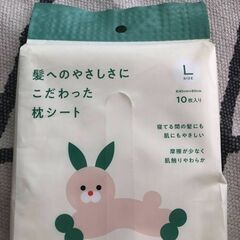 髪へのやさしさに
こだわった
枕シート
L
SIZE
10枚入り
寝てる間の髪にも
肌にもやさしい
摩擦が少なく
肌触りやわらか